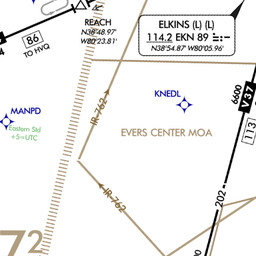 REACH
N38°48.97'
W80°23.81'
86
TO HVQ
ELKINS (L) (L)
114.2 EKN 89
N38°54.87' W80°05.96'
IR-762
KNEDL
MANPD
Eastern Std
+5=UTC
EVERS CENTER MOA
6600
V37
113
IR-762
202
72